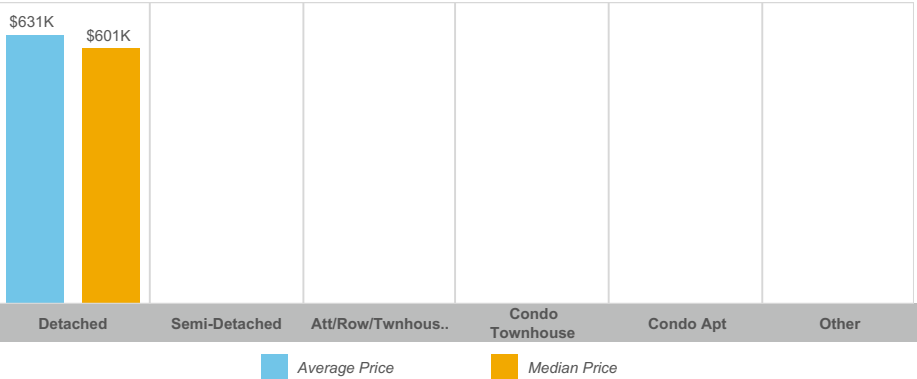 $631K
$601K
Detached
Semi-Detached
Att/Row/Twnhous..
Condo
Townhouse
Condo Apt
Other
Average Price
Median Price